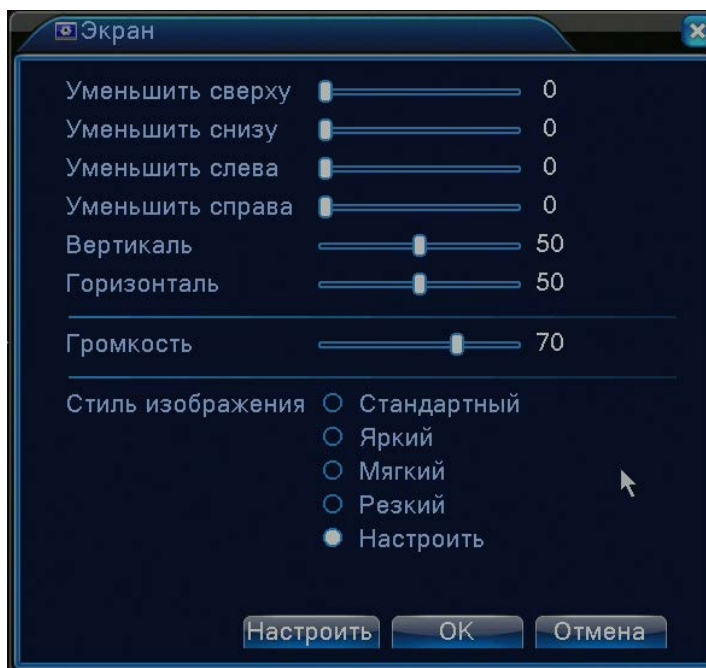 Экран
Уменьшить сверху 0
Уменьшить снизу 0
Уменьшить слева 0
Уменьшить справа 0
Вертикаль 50
Горизонталь 50
Громкость 70
Стиль изображения Стандартный
Яркий
Мягкий
Резкий
Настроить
Настроить OK Отмена